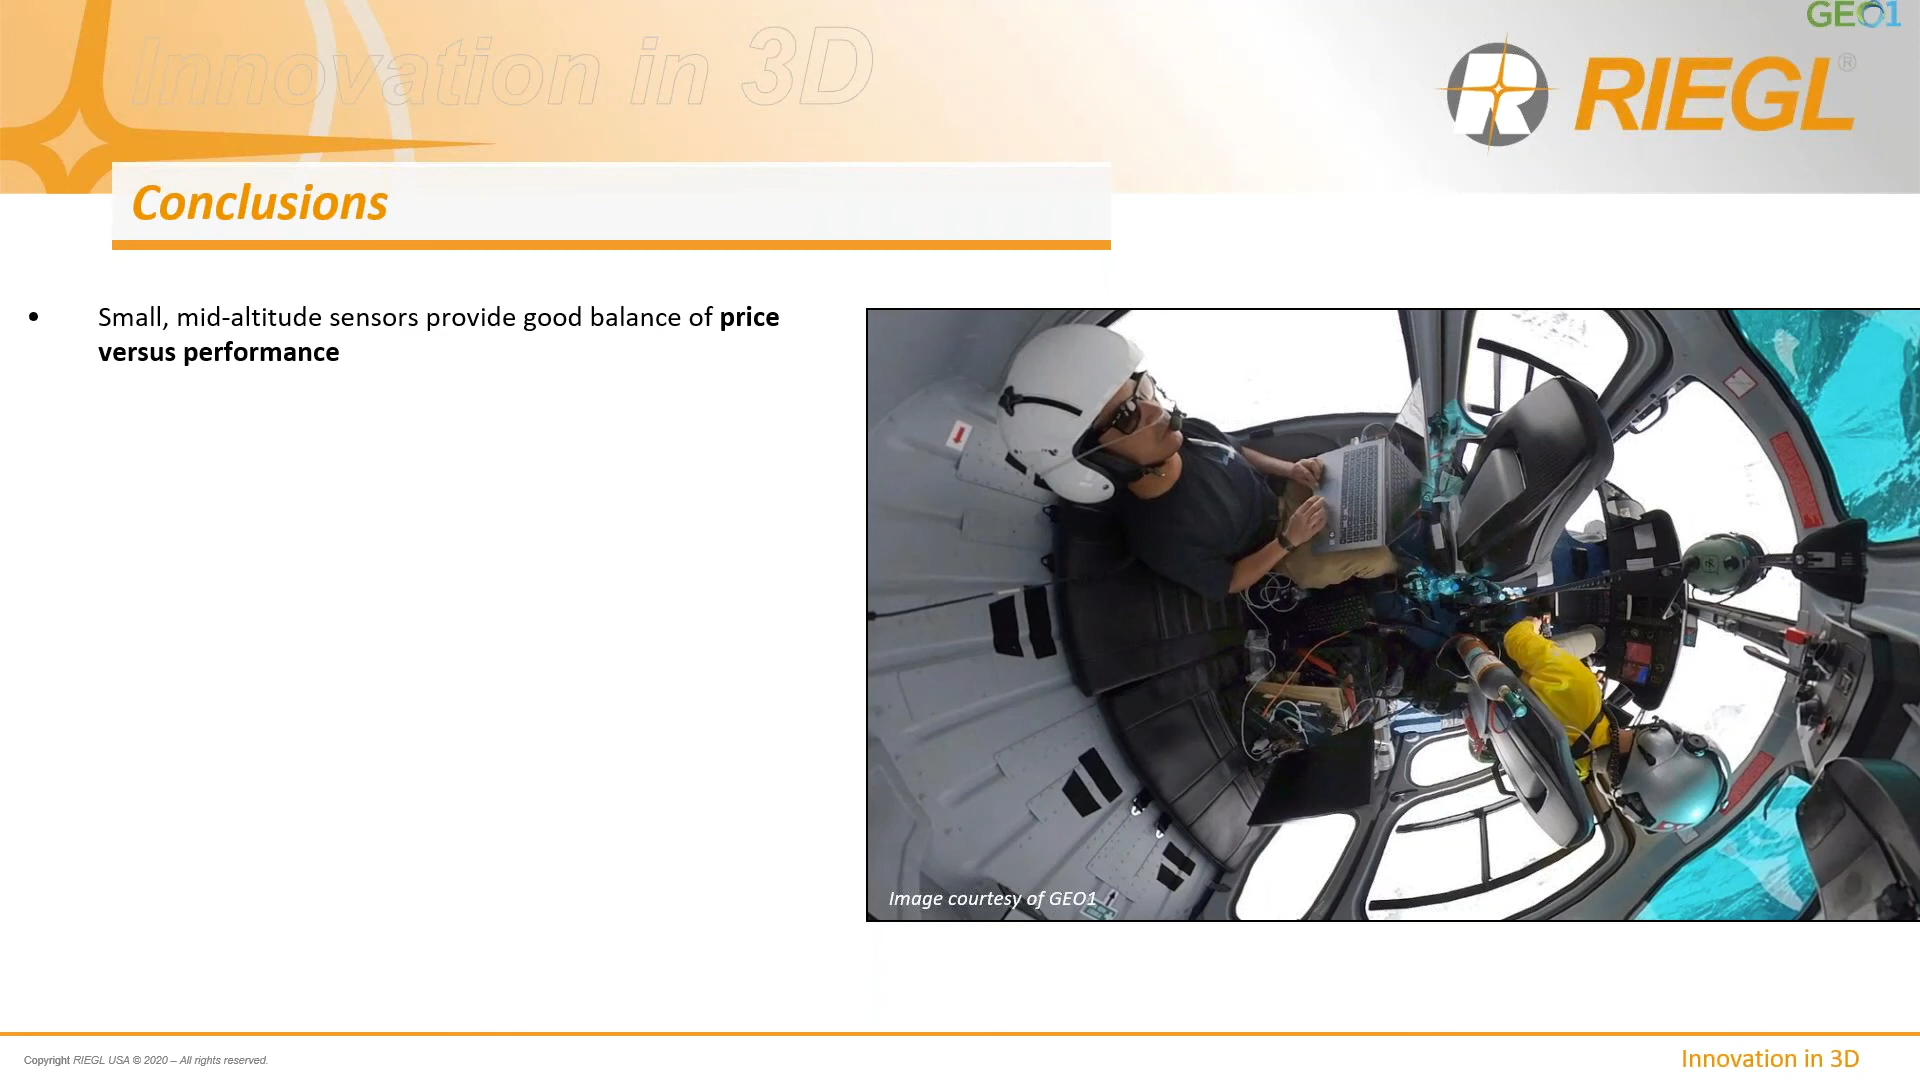 GEO1
Innovation in 3D
RIEGL®
Conclusions
• Small, mid-altitude sensors provide good balance of price
versus performance
Image courtesy of GEO1
Copyright RIEGL USA © 2020 – All rights reserved.
Innovation in 3D